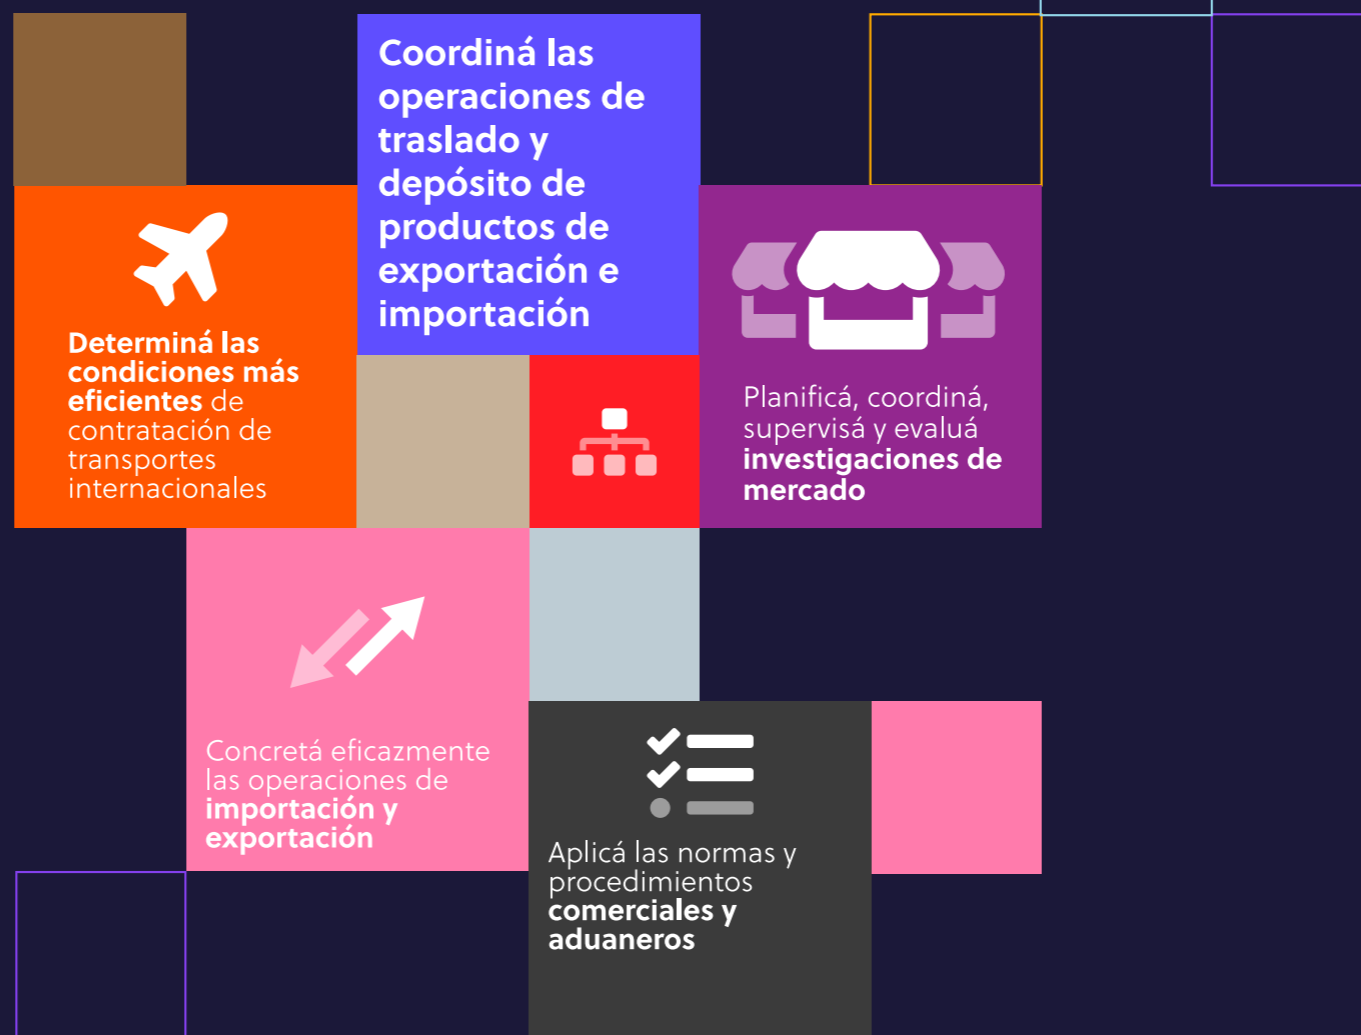 Coordiná las
operaciones de
traslado y
depósito de
productos de
exportación e
importación
Determiná las
condiciones más
eficientes de
contratación de
transportes
internacionales
Planificá, coordiná,
supervisá y evaluá
investigaciones de
mercado
Concretá eficazmente
las operaciones de
importación y
exportación
Aplicá las normas y
procedimientos
comerciales y
aduaneros